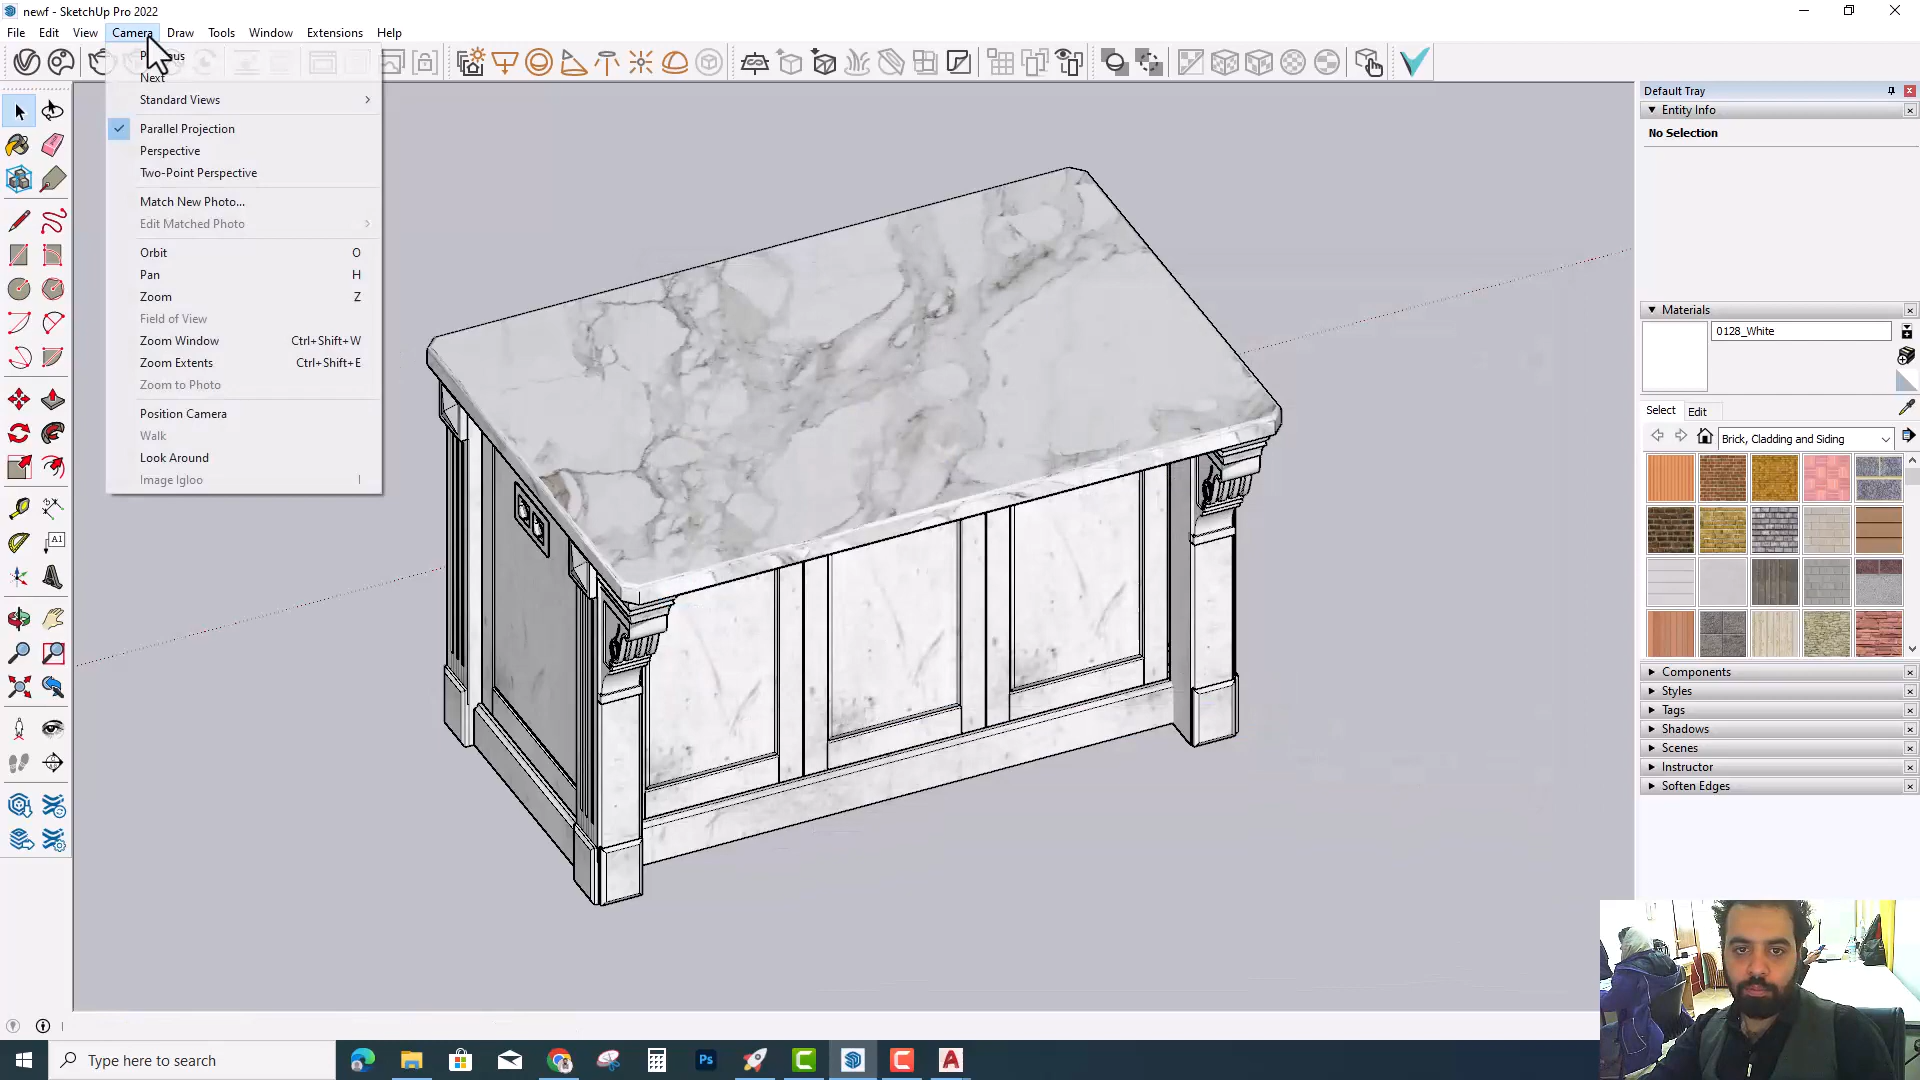 newf - SketchUp Pro 2022
File Edit View Camera Draw Tools Window Extensions Help
Next
Standard Views
Parallel Projection
Perspective
Two-Point Perspective
Match New Photo...
Edit Matched Photo
Orbit O
Pan H
Zoom Z
Field of View
Zoom Window Ctrl+Shift+W
Zoom Extents Ctrl+Shift+E
Zoom to Photo
Position Camera
Walk
Look Around
Image Igloo I
Default Tray
Entity Info
No Selection
Materials
0128_White
Select Edit
Brick, Cladding and Siding
Components
Styles
Tags
Shadows
Scenes
Instructor
Soften Edges
Type here to search
Ps